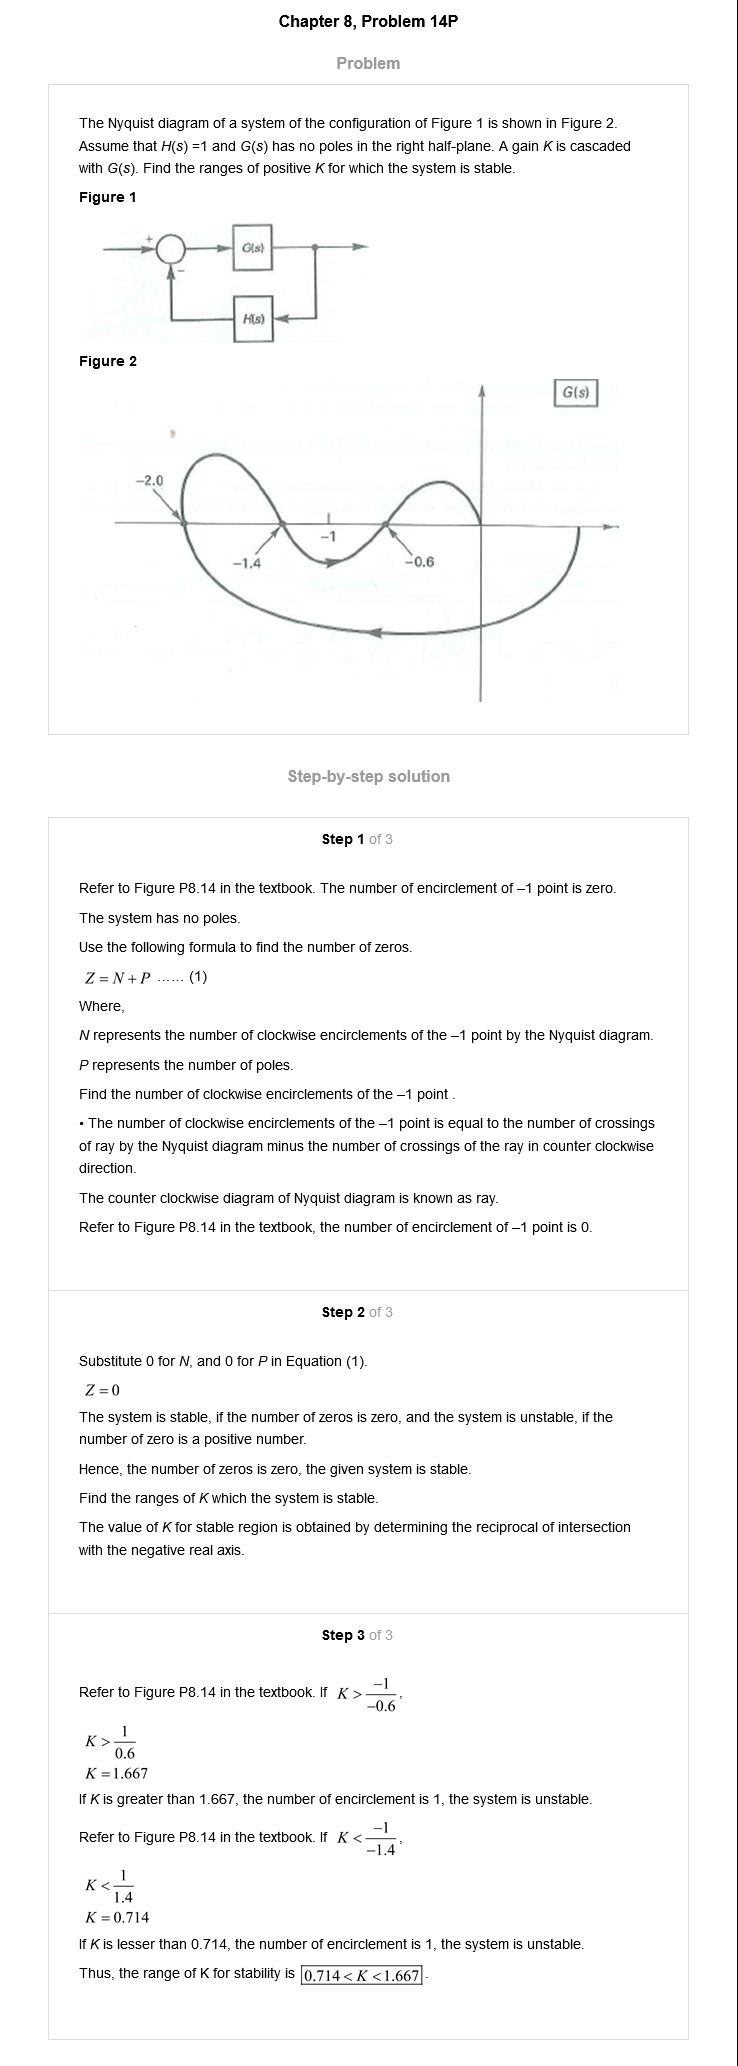 Chapter 8, Problem 14P
Problem
The Nyquist diagram of a system of the configuration of Figure 1 is shown in Figure 2.
Assume that H(s) =1 and G(s) has no poles in the right half-plane. A gain K is cascaded
with G(s). Find the ranges of positive K for which the system is stable.
Figure 1
+
G(s)
−
H(s)
Figure 2
G(s)
−2.0
−1
−1.4
−0.6
Step-by-step solution
Step 1 of 3
Refer to Figure P8.14 in the textbook. The number of encirclement of –1 point is zero.
The system has no poles.
Use the following formula to find the number of zeros.
Z = N + P ...... (1)
Where,
N represents the number of clockwise encirclements of the –1 point by the Nyquist diagram.
P represents the number of poles.
Find the number of clockwise encirclements of the –1 point .
• The number of clockwise encirclements of the –1 point is equal to the number of crossings
of ray by the Nyquist diagram minus the number of crossings of the ray in counter clockwise
direction.
The counter clockwise diagram of Nyquist diagram is known as ray.
Refer to Figure P8.14 in the textbook, the number of encirclement of –1 point is 0.
Step 2 of 3
Substitute 0 for N, and 0 for P in Equation (1).
Z = 0
The system is stable, if the number of zeros is zero, and the system is unstable, if the
number of zero is a positive number.
Hence, the number of zeros is zero, the given system is stable.
Find the ranges of K which the system is stable.
The value of K for stable region is obtained by determining the reciprocal of intersection
with the negative real axis.
Step 3 of 3
Refer to Figure P8.14 in the textbook. If K > −1/−0.6,
K > 1/0.6
K = 1.667
If K is greater than 1.667, the number of encirclement is 1, the system is unstable.
Refer to Figure P8.14 in the textbook. If K < −1/−1.4,
K < 1/1.4
K = 0.714
If K is lesser than 0.714, the number of encirclement is 1, the system is unstable.
Thus, the range of K for stability is 0.714 < K < 1.667.